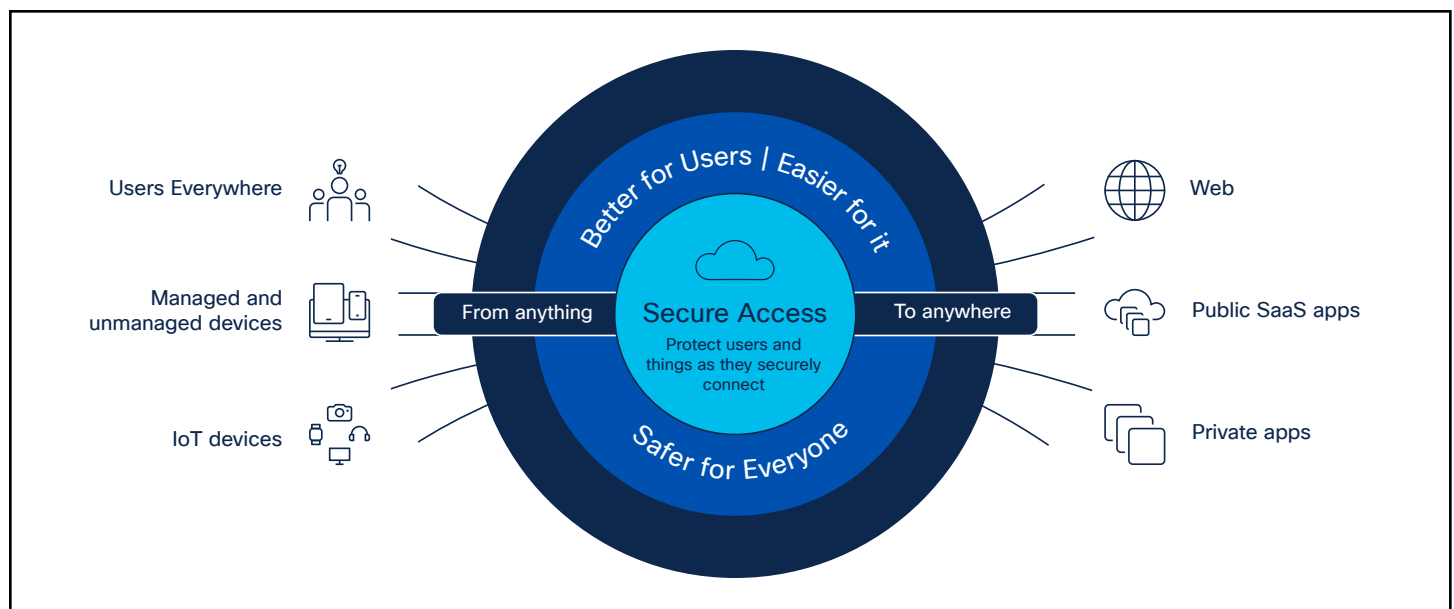 Users Everywhere
Managed and
unmanaged devices
IoT devices
Better for Users | Easier for it
From anything
Secure Access
Protect users and
things as they securely
connect
To anywhere
Safer for Everyone
Web
Public SaaS apps
Private apps